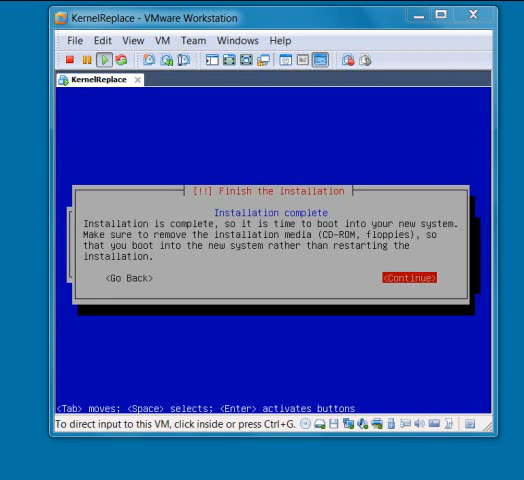 KernelReplace - VMware Workstation
File Edit View VM Team Windows Help
KernelReplace
[!!] Finish the installation
Installation complete
Installation is complete, so it is time to boot into your new system.
Make sure to remove the installation media (CD-ROM, floppies), so
that you boot into the new system rather than restarting the
installation.
<Go Back> <Continue>
<Tab> moves; <Space> selects; <Enter> activates buttons
To direct input to this VM, click inside or press Ctrl+G.